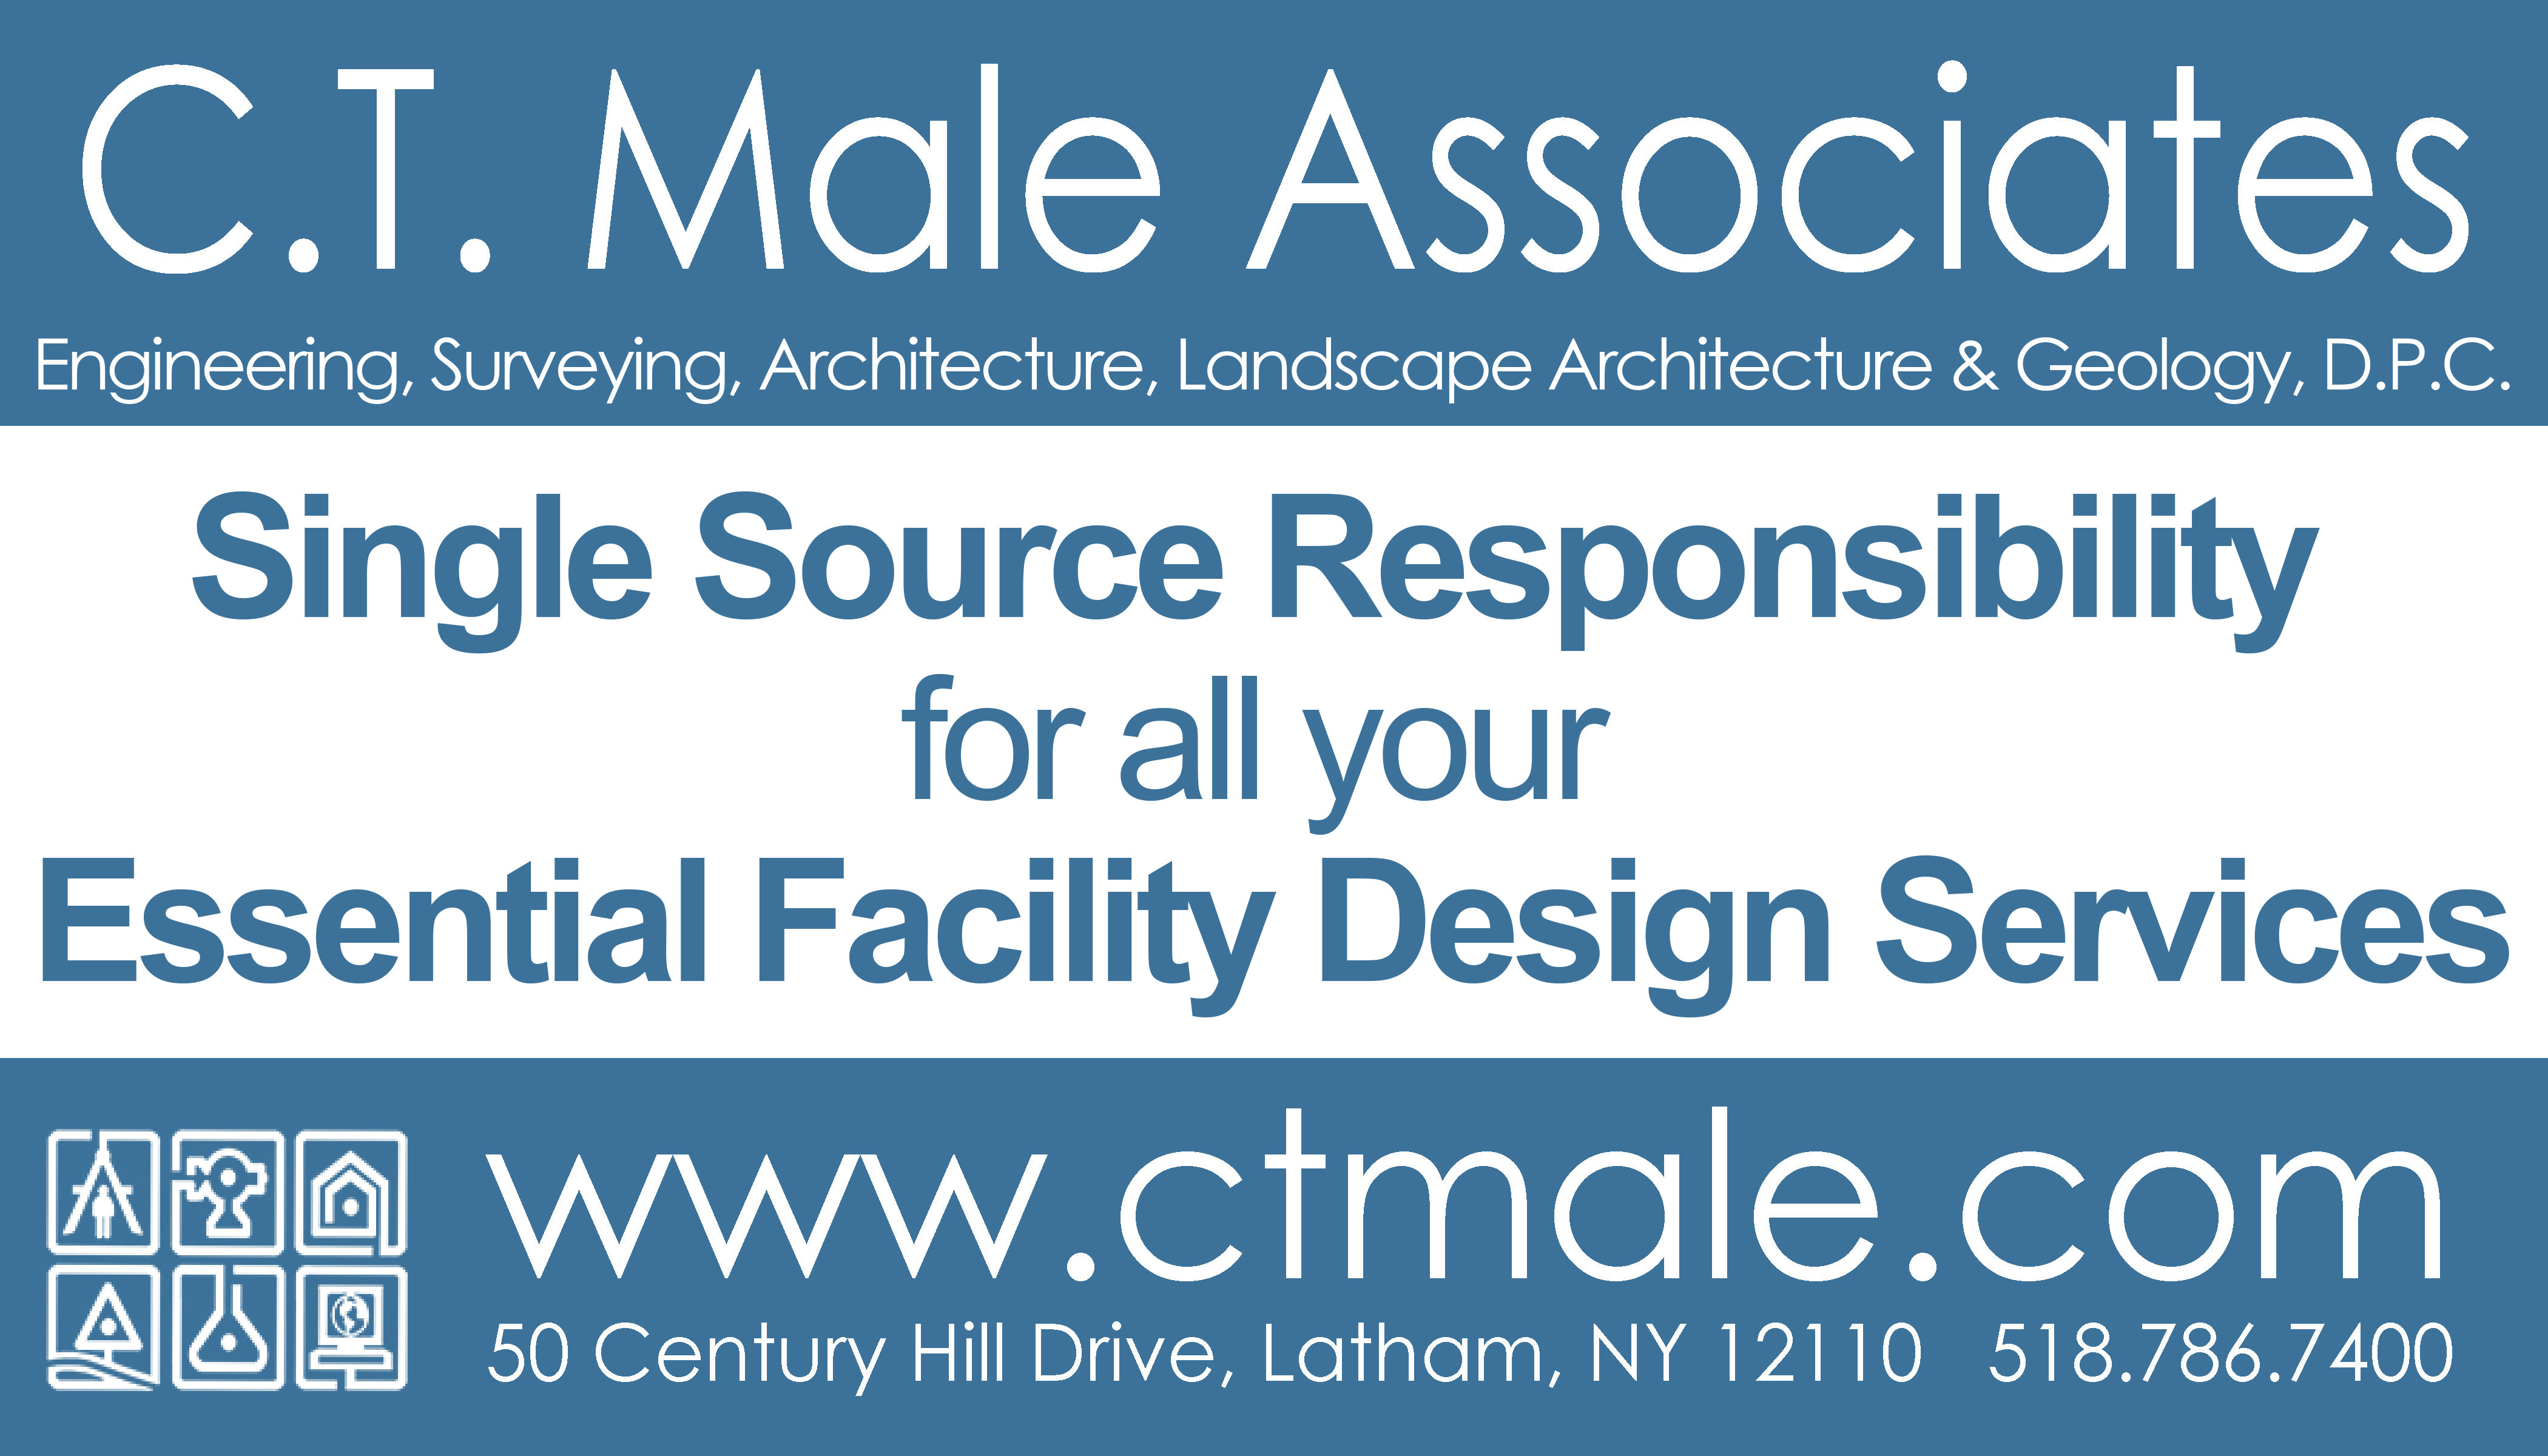 C.T. Male Associates
Engineering, Surveying, Architecture, Landscape Architecture & Geology, D.P.C.
Single Source Responsibility
for all your
Essential Facility Design Services
www.ctmale.com
50 Century Hill Drive, Latham, NY 12110 518.786.7400